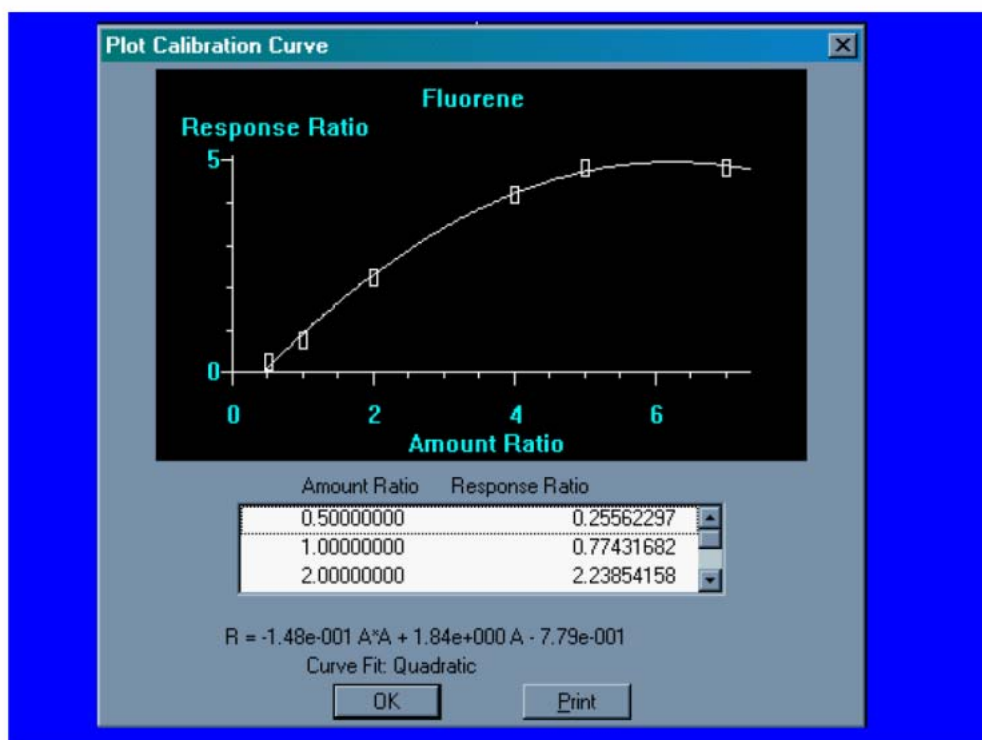 Plot Calibration Curve
Fluorene
Response Ratio
5
0
0 2 4 6
Amount Ratio
Amount Ratio Response Ratio
0.50000000 0.25562297
1.00000000 0.77431682
2.00000000 2.23854158
R = -1.48e-001 A*A + 1.84e+000 A - 7.79e-001
Curve Fit: Quadratic
OK Print